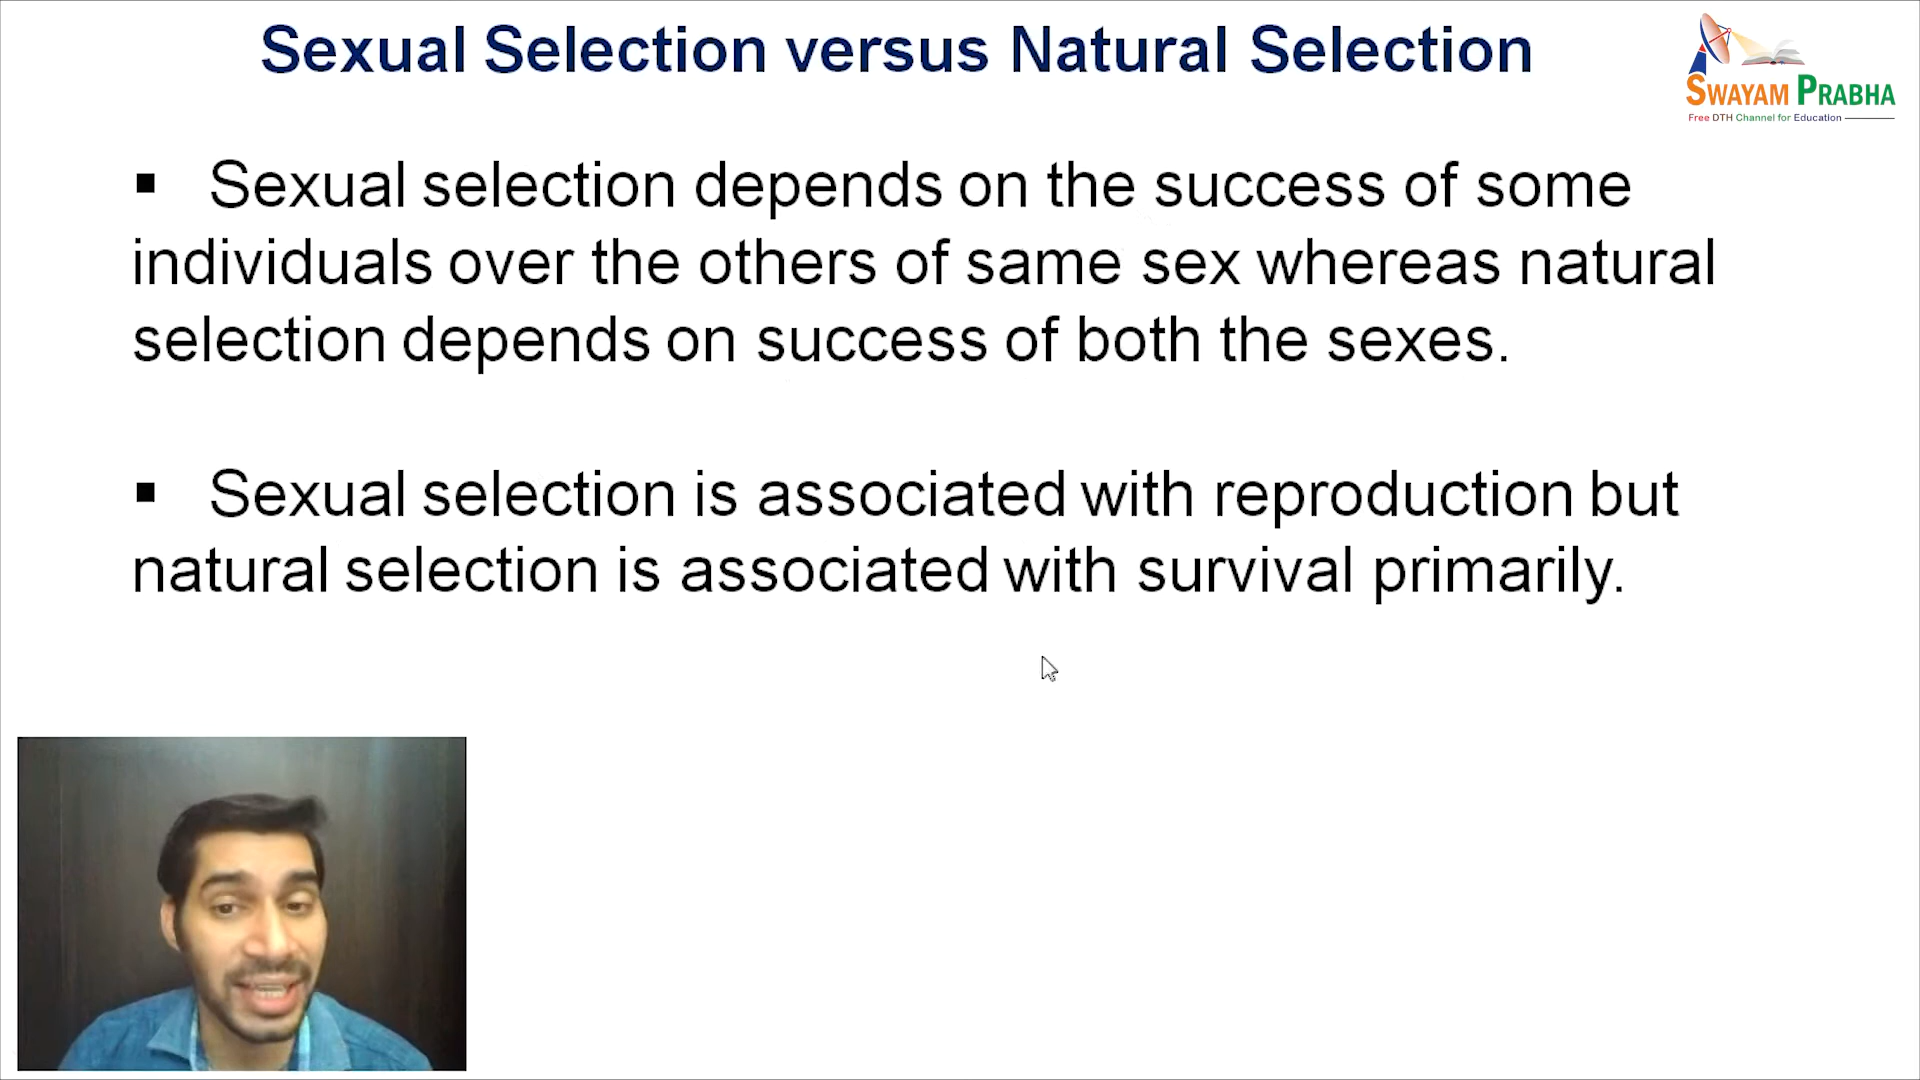 Sexual Selection versus Natural Selection
SWAYAM PRABHA
Free DTH Channel for Education
▪ Sexual selection depends on the success of some
individuals over the others of same sex whereas natural
selection depends on success of both the sexes.
▪ Sexual selection is associated with reproduction but
natural selection is associated with survival primarily.